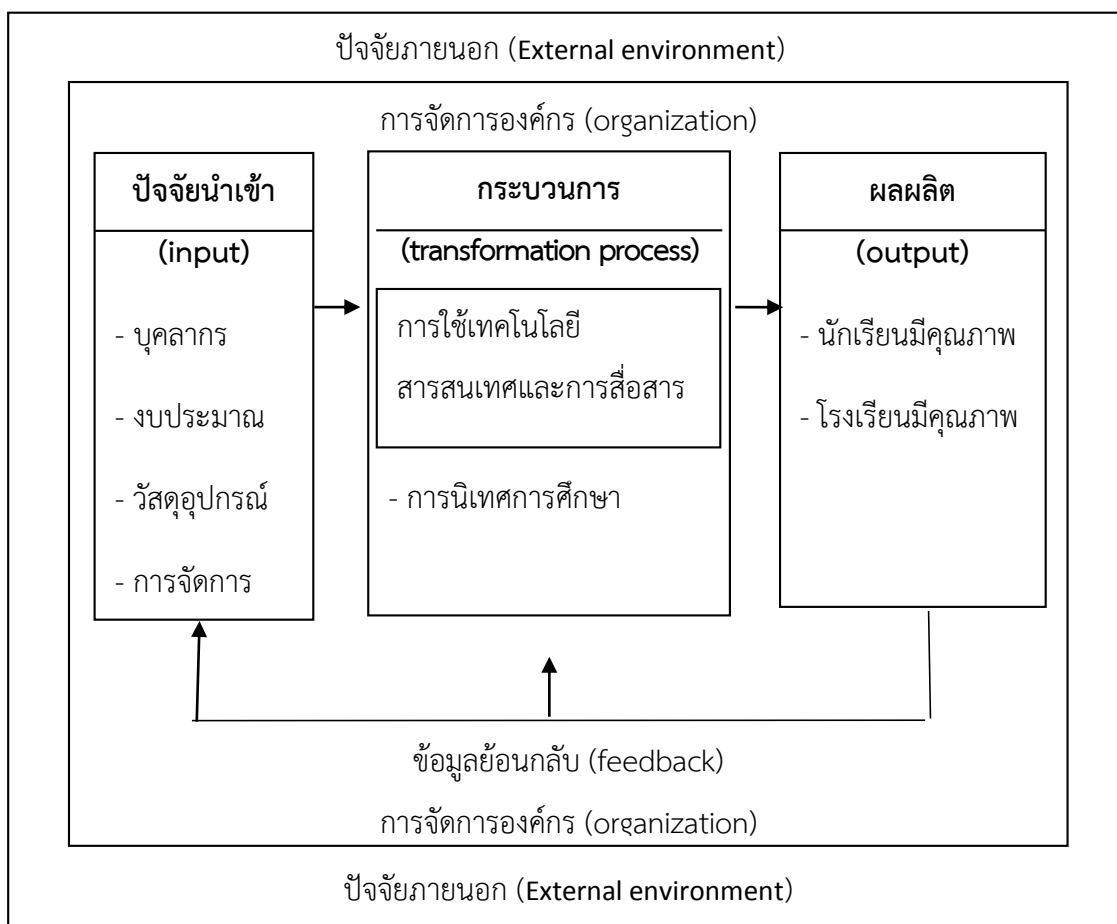 ปัจจัยภายนอก (External environment)
การจัดการองค์กร (organization)
ปัจจัยนำเข้า
(input)
- บุคลากร
- งบประมาณ
- วัสดุอุปกรณ์
- การจัดการ
กระบวนการ
(transformation process)
การใช้เทคโนโลยี
สารสนเทศและการสื่อสาร
- การนิเทศการศึกษา
ผลผลิต
(output)
- นักเรียนมีคุณภาพ
- โรงเรียนมีคุณภาพ
ข้อมูลย้อนกลับ (feedback)
การจัดการองค์กร (organization)
ปัจจัยภายนอก (External environment)